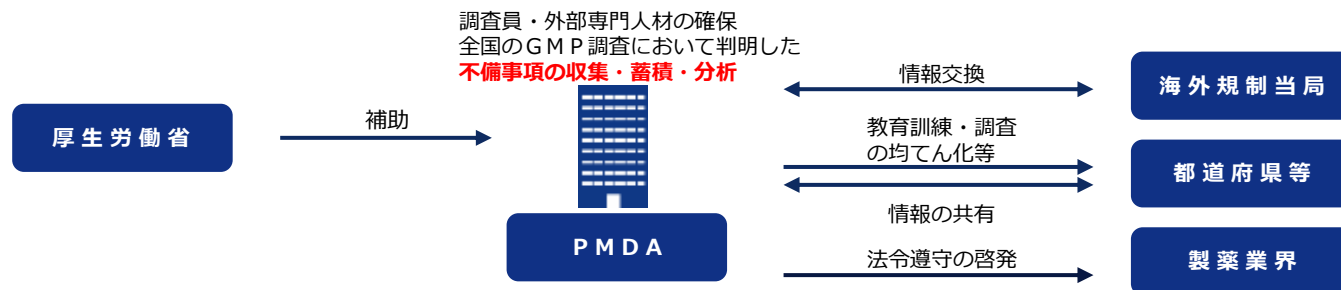 調査員・外部専門人材の確保
全国のGMP調査において判明した
不備事項の収集・蓄積・分析
厚生労働省
補助
PMDA
情報交換
海外規制当局
教育訓練・調査
の均てん化等
都道府県等
情報の共有
法令遵守の啓発
製薬業界